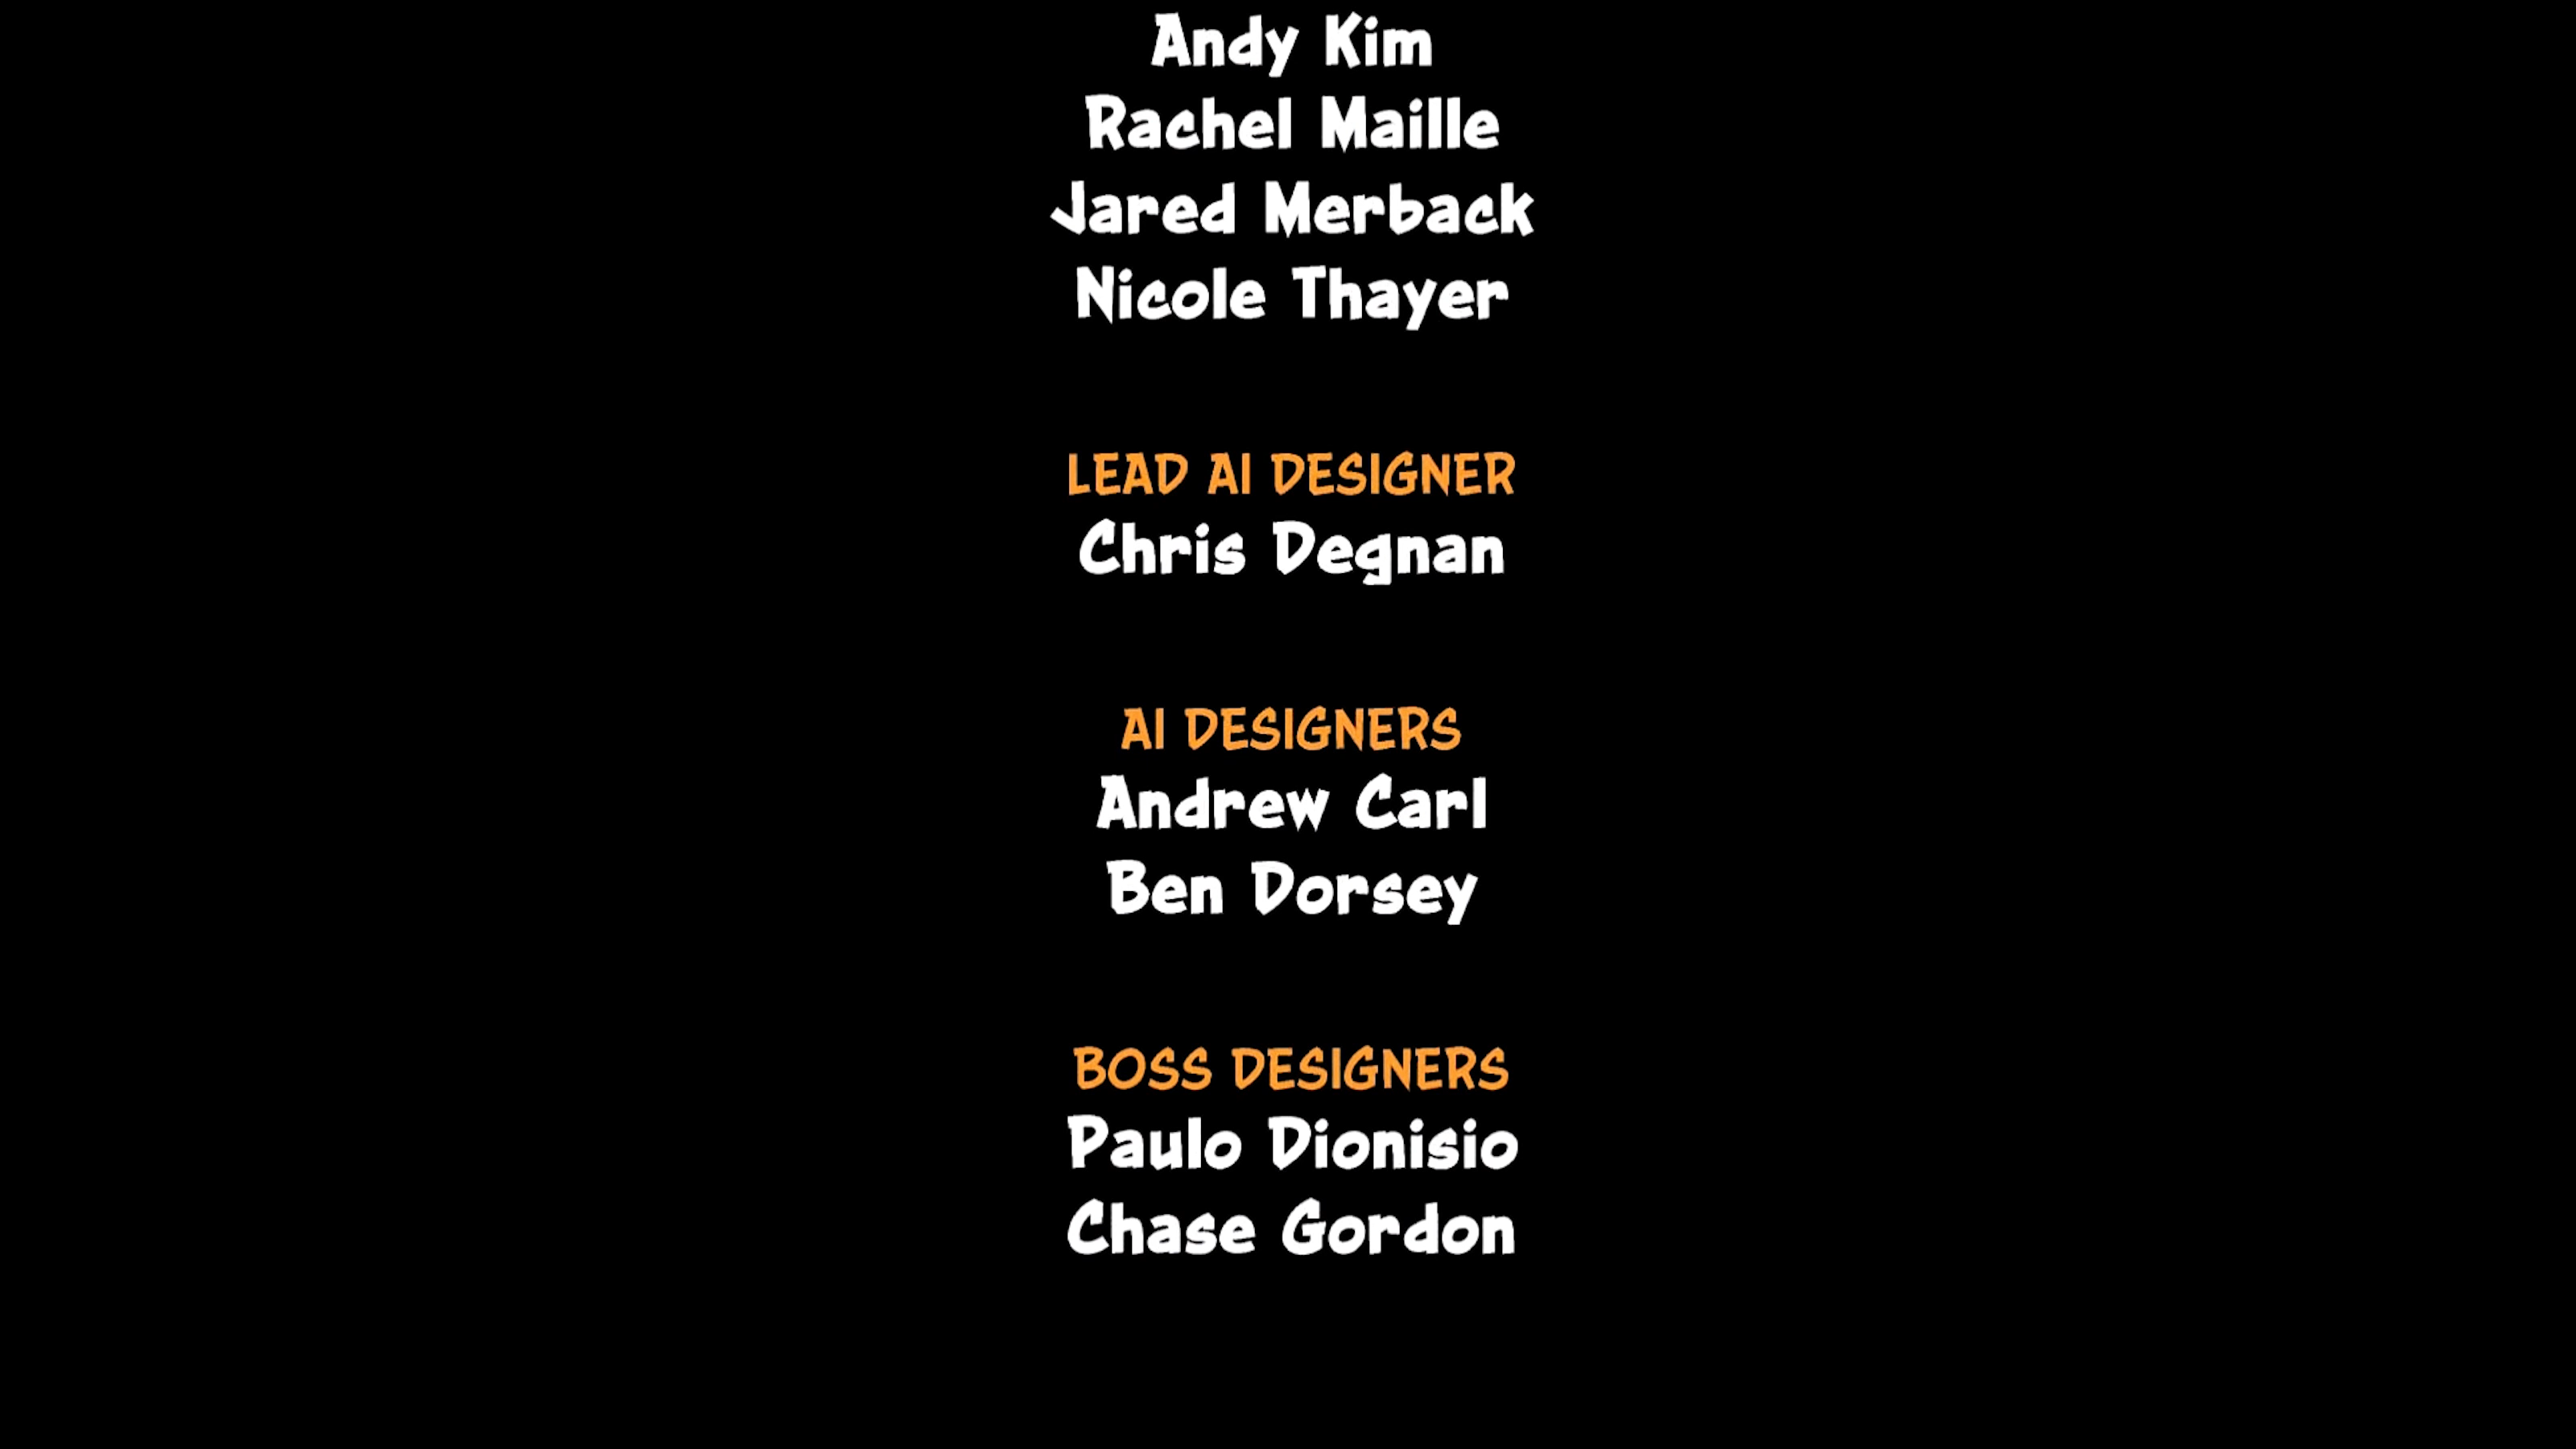 Andy Kim
Rachel Maille
Jared Merback
Nicole Thayer
LEAD AI DESIGNER
Chris Degnan
AI DESIGNERS
Andrew Carl
Ben Dorsey
BOSS DESIGNERS
Paulo Dionisio
Chase Gordon